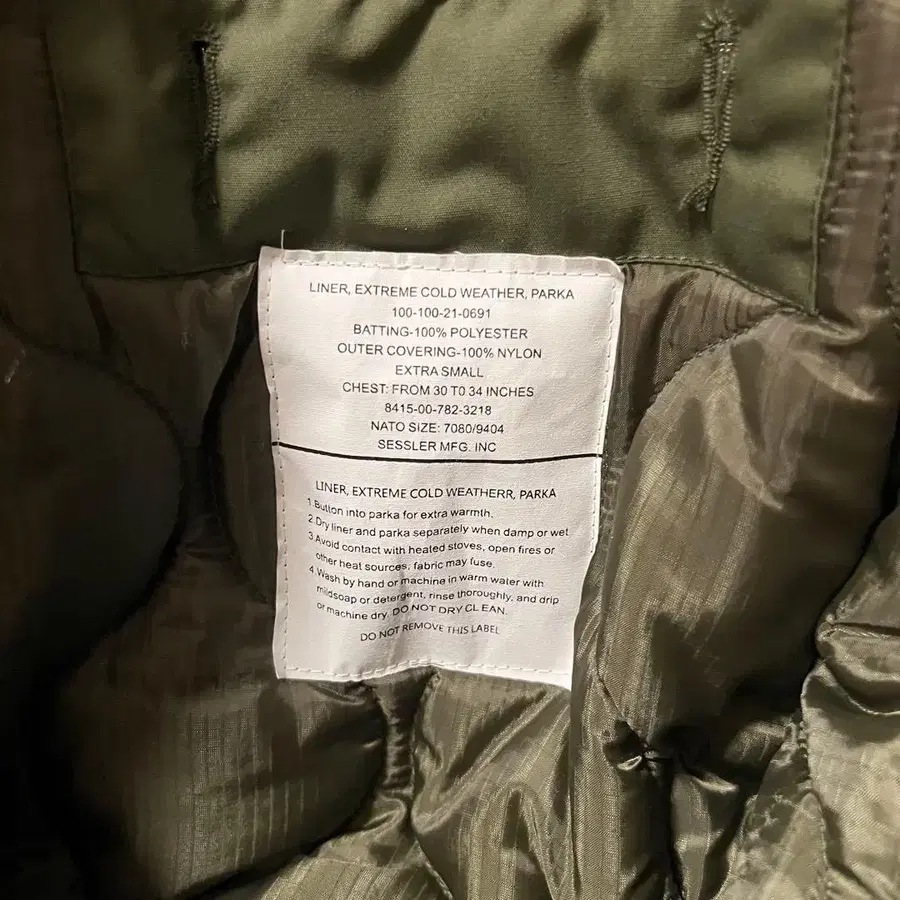 LINER, EXTREME COLD WEATHER, PARKA
100-100-21-0691
BATTING-100% POLYESTER
OUTER COVERING-100% NYLON
EXTRA SMALL
CHEST: FROM 30 TO 34 INCHES
8415-00-782-3218
NATO SIZE: 7080/9404
SESSLER MFG. INC
LINER, EXTREME COLD WEATHERR, PARKA
1.Button into parka for extra warmth.
2.Dry liner and parka separately when damp or wet
3.Avoid contact with heated stoves, open fires or
other heat sources, fabric may fuse.
4.Wash by hand or machine in warm water with
mildsoap or detergent, rinse thoroughly, and drip
or machine dry. DO NOT DRY CLEAN.
DO NOT REMOVE THIS LABEL